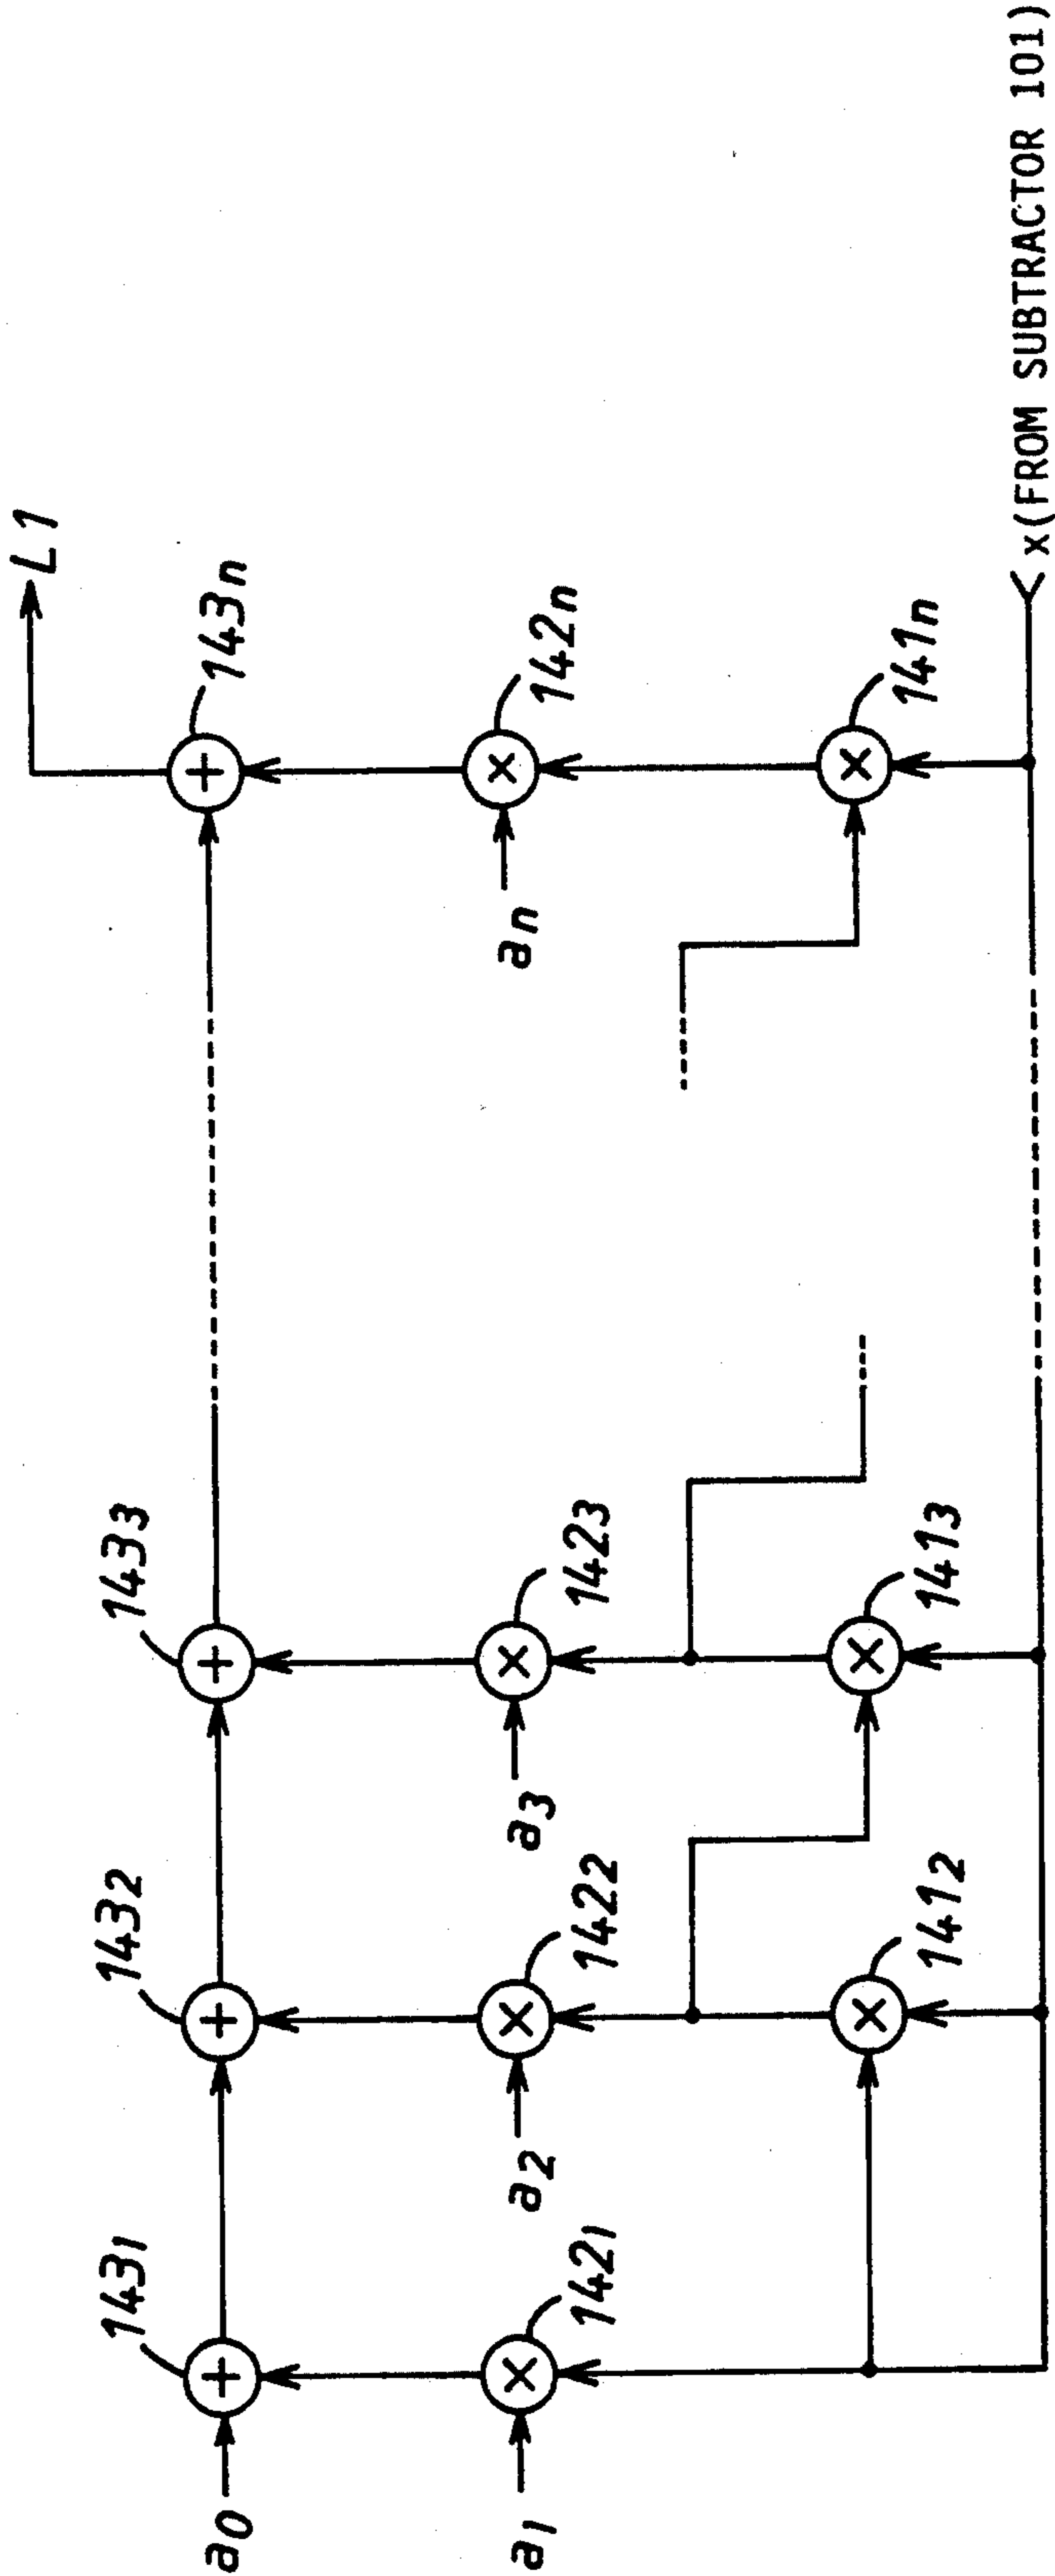 L1
143₁
143₂
143₃
143n
a₀
142₁
142₂
142₃
142n
a₁
a₂
a₃
an
141₂
141₃
141n
x(FROM SUBTRACTOR 101)